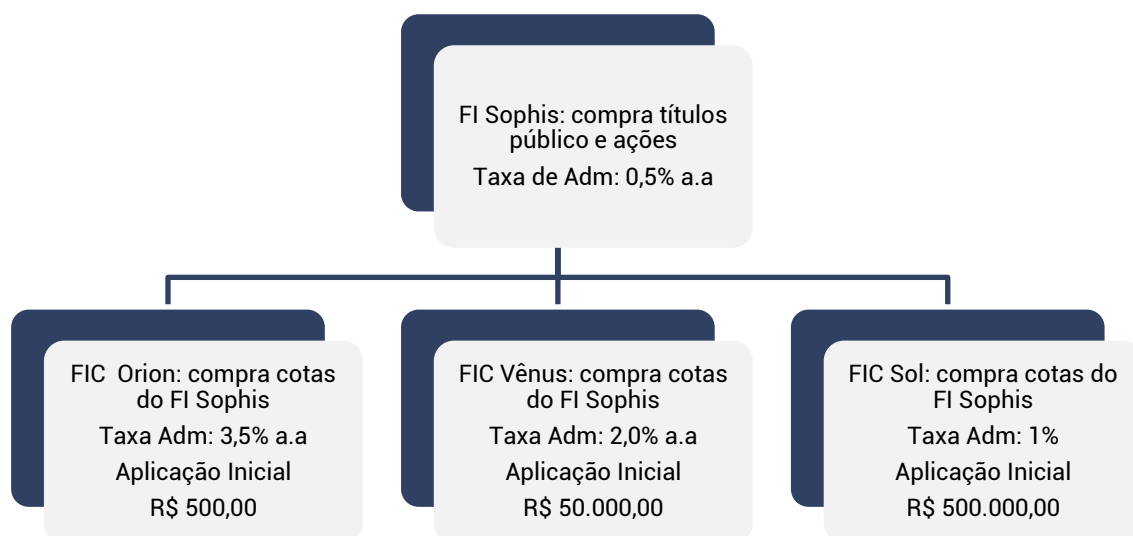 FI Sophis: compra títulos
público e ações
Taxa de Adm: 0,5% a.a
FIC  Orion: compra cotas
do FI Sophis
Taxa Adm: 3,5% a.a
Aplicação Inicial
R$ 500,00
FIC Vênus: compra cotas
do FI Sophis
Taxa Adm: 2,0% a.a
Aplicação Inicial
R$ 50.000,00
FIC Sol: compra cotas do
FI Sophis
Taxa Adm: 1%
Aplicação Inicial
R$ 500.000,00